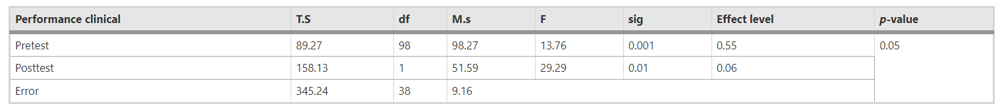 Performance clinical T.S df M.s F sig Effect level p-value
Pretest 89.27 98 98.27 13.76 0.001 0.55 0.05
Posttest 158.13 1 51.59 29.29 0.01 0.06
Error 345.24 38 9.16